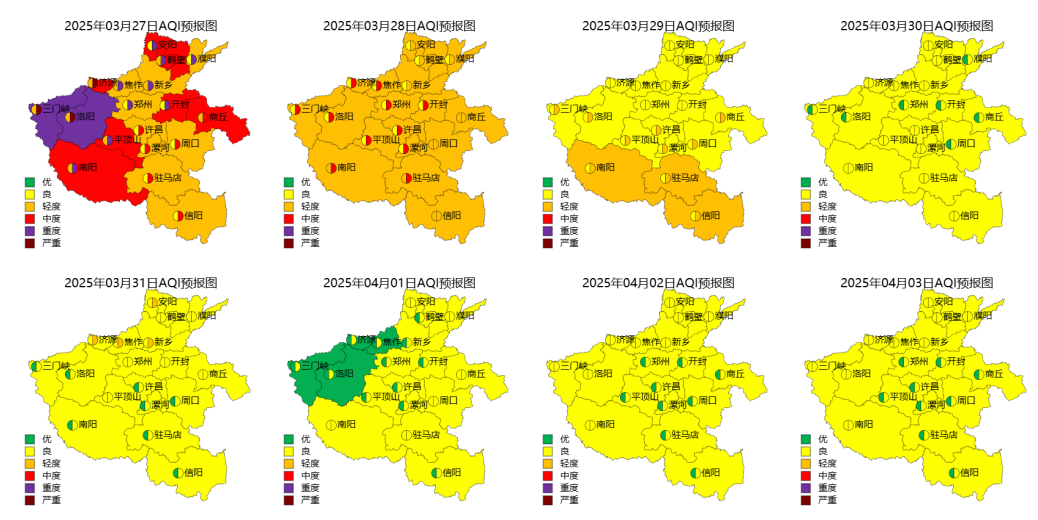 2025年03月27日AQI预报图
安阳
鹤壁
濮阳
济源
焦作
新乡
三门峡
洛阳
郑州
开封
商丘
许昌
平顶山
漯河
周口
南阳
驻马店
信阳
优
良
轻度
中度
重度
严重
2025年03月28日AQI预报图
安阳
鹤壁
濮阳
济源
焦作
新乡
三门峡
洛阳
郑州
开封
商丘
许昌
平顶山
漯河
周口
南阳
驻马店
信阳
优
良
轻度
中度
重度
严重
2025年03月29日AQI预报图
安阳
鹤壁
濮阳
济源
焦作
新乡
三门峡
洛阳
郑州
开封
商丘
许昌
平顶山
漯河
周口
南阳
驻马店
信阳
优
良
轻度
中度
重度
严重
2025年03月30日AQI预报图
安阳
鹤壁
濮阳
济源
焦作
新乡
三门峡
洛阳
郑州
开封
商丘
许昌
平顶山
漯河
周口
南阳
驻马店
信阳
优
良
轻度
中度
重度
严重
2025年03月31日AQI预报图
安阳
鹤壁
濮阳
济源
焦作
新乡
三门峡
洛阳
郑州
开封
商丘
许昌
平顶山
漯河
周口
南阳
驻马店
信阳
优
良
轻度
中度
重度
严重
2025年04月01日AQI预报图
安阳
鹤壁
濮阳
济源
焦作
新乡
三门峡
洛阳
郑州
开封
商丘
许昌
平顶山
漯河
周口
南阳
驻马店
信阳
优
良
轻度
中度
重度
严重
2025年04月02日AQI预报图
安阳
鹤壁
濮阳
济源
焦作
新乡
三门峡
洛阳
郑州
开封
商丘
许昌
平顶山
漯河
周口
南阳
驻马店
信阳
优
良
轻度
中度
重度
严重
2025年04月03日AQI预报图
安阳
鹤壁
濮阳
济源
焦作
新乡
三门峡
洛阳
郑州
开封
商丘
许昌
平顶山
漯河
周口
南阳
驻马店
信阳
优
良
轻度
中度
重度
严重